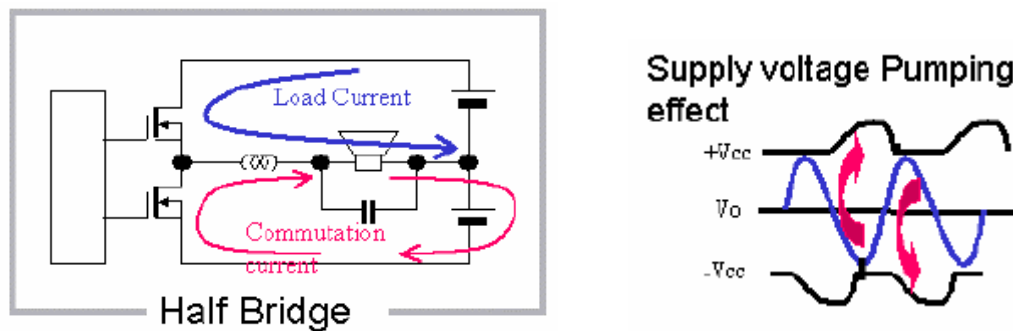 Load Current
Commutation
current
Half Bridge
Supply voltage Pumping
effect
+Vcc
Vo
-Vcc